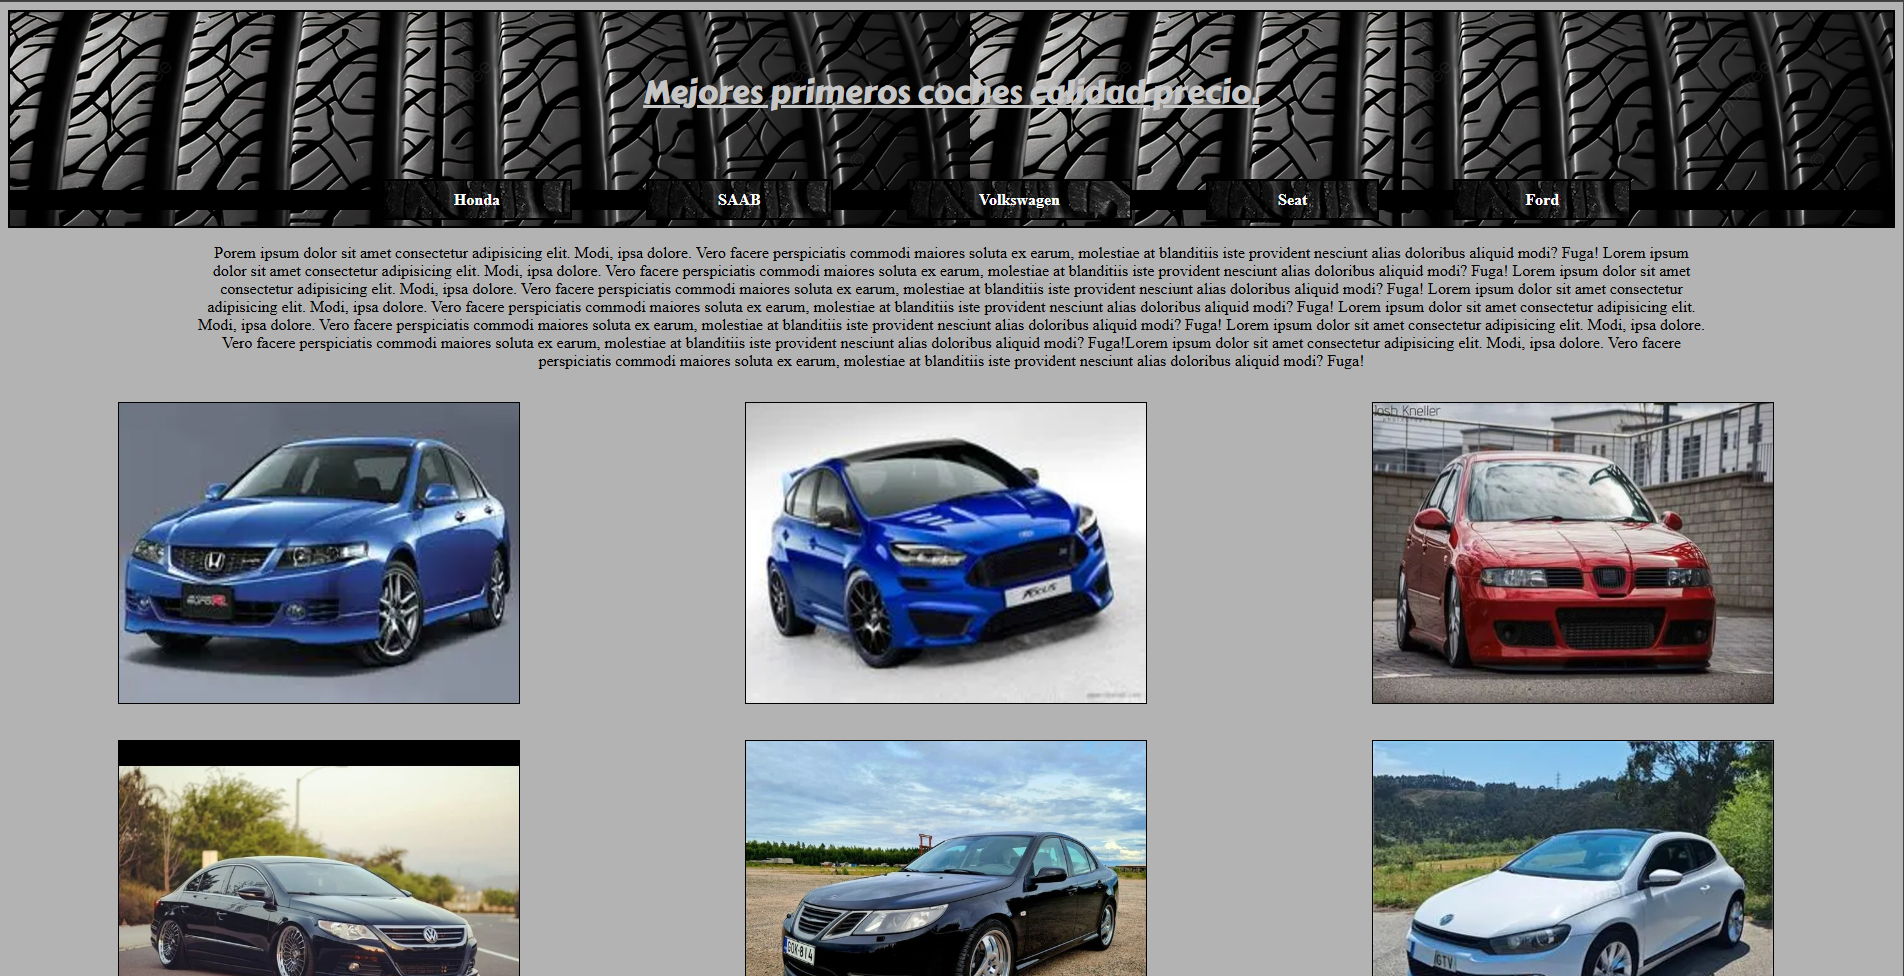 Mejores primeros coches calidad precio.
Honda SAAB Volkswagen Seat Ford
Porem ipsum dolor sit amet consectetur adipisicing elit. Modi, ipsa dolore. Vero facere perspiciatis commodi maiores soluta ex earum, molestiae at blanditiis iste provident nesciunt alias doloribus aliquid modi? Fuga! Lorem ipsum
dolor sit amet consectetur adipisicing elit. Modi, ipsa dolore. Vero facere perspiciatis commodi maiores soluta ex earum, molestiae at blanditiis iste provident nesciunt alias doloribus aliquid modi? Fuga! Lorem ipsum dolor sit amet
consectetur adipisicing elit. Modi, ipsa dolore. Vero facere perspiciatis commodi maiores soluta ex earum, molestiae at blanditiis iste provident nesciunt alias doloribus aliquid modi? Fuga! Lorem ipsum dolor sit amet consectetur
adipisicing elit. Modi, ipsa dolore. Vero facere perspiciatis commodi maiores soluta ex earum, molestiae at blanditiis iste provident nesciunt alias doloribus aliquid modi? Fuga! Lorem ipsum dolor sit amet consectetur adipisicing elit.
Modi, ipsa dolore. Vero facere perspiciatis commodi maiores soluta ex earum, molestiae at blanditiis iste provident nesciunt alias doloribus aliquid modi? Fuga! Lorem ipsum dolor sit amet consectetur adipisicing elit. Modi, ipsa dolore.
Vero facere perspiciatis commodi maiores soluta ex earum, molestiae at blanditiis iste provident nesciunt alias doloribus aliquid modi? Fuga!Lorem ipsum dolor sit amet consectetur adipisicing elit. Modi, ipsa dolore. Vero facere
perspiciatis commodi maiores soluta ex earum, molestiae at blanditiis iste provident nesciunt alias doloribus aliquid modi? Fuga!
Josh Kneller
FOCUS
GOK-814
GTV